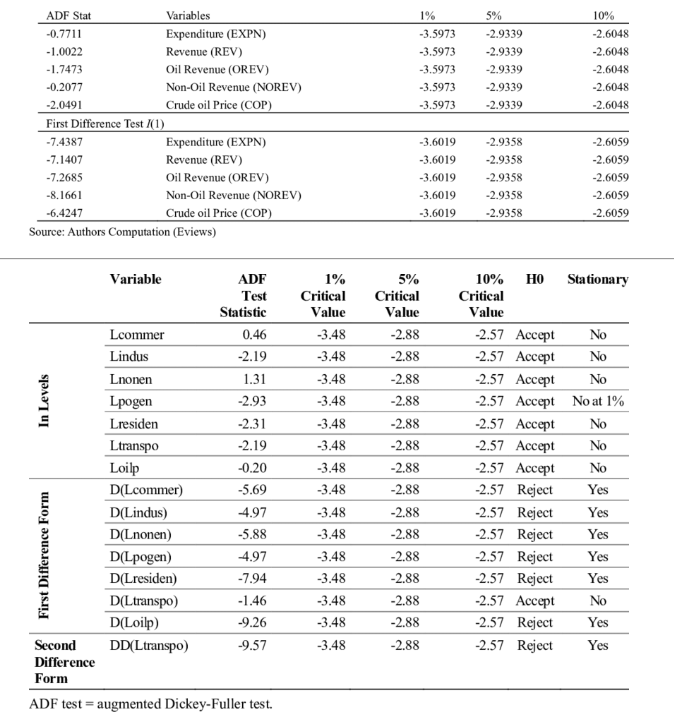 ADF Stat Variables 1% 5% 10%
-0.7711 Expenditure (EXPN) -3.5973 -2.9339 -2.6048
-1.0022 Revenue (REV) -3.5973 -2.9339 -2.6048
-1.7473 Oil Revenue (OREV) -3.5973 -2.9339 -2.6048
-0.2077 Non-Oil Revenue (NOREV) -3.5973 -2.9339 -2.6048
-2.0491 Crude oil Price (COP) -3.5973 -2.9339 -2.6048
First Difference Test I(1)
-7.4387 Expenditure (EXPN) -3.6019 -2.9358 -2.6059
-7.1407 Revenue (REV) -3.6019 -2.9358 -2.6059
-7.2685 Oil Revenue (OREV) -3.6019 -2.9358 -2.6059
-8.1661 Non-Oil Revenue (NOREV) -3.6019 -2.9358 -2.6059
-6.4247 Crude oil Price (COP) -3.6019 -2.9358 -2.6059
Source: Authors Computation (Eviews)
Variable ADF 1% 5% 10% H0 Stationary
Test Critical Critical Critical
Statistic Value Value Value
In Levels
Lcommer 0.46 -3.48 -2.88 -2.57 Accept No
Lindus -2.19 -3.48 -2.88 -2.57 Accept No
Lnonen 1.31 -3.48 -2.88 -2.57 Accept No
Lpogen -2.93 -3.48 -2.88 -2.57 Accept No at 1%
Lresiden -2.31 -3.48 -2.88 -2.57 Accept No
Ltranspo -2.19 -3.48 -2.88 -2.57 Accept No
Loilp -0.20 -3.48 -2.88 -2.57 Accept No
First Difference Form
D(Lcommer) -5.69 -3.48 -2.88 -2.57 Reject Yes
D(Lindus) -4.97 -3.48 -2.88 -2.57 Reject Yes
D(Lnonen) -5.88 -3.48 -2.88 -2.57 Reject Yes
D(Lpogen) -4.97 -3.48 -2.88 -2.57 Reject Yes
D(Lresiden) -7.94 -3.48 -2.88 -2.57 Reject Yes
D(Ltranspo) -1.46 -3.48 -2.88 -2.57 Accept No
D(Loilp) -9.26 -3.48 -2.88 -2.57 Reject Yes
Second DD(Ltranspo) -9.57 -3.48 -2.88 -2.57 Reject Yes
Difference
Form
ADF test = augmented Dickey-Fuller test.